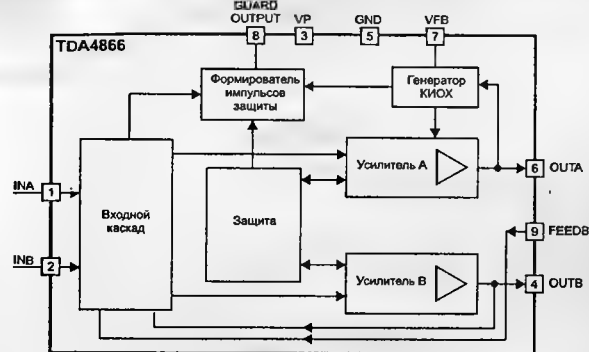 GUARD
OUTPUT VP GND VFB
8 3 5 7
TDA4866
Формирователь
импульсов
защиты
Генератор
КИОХ
Усилитель А
6 OUTA
INA 1
Входной
каскад
Защита
9 FEEDB
INB 2
Усилитель В
4 OUTB